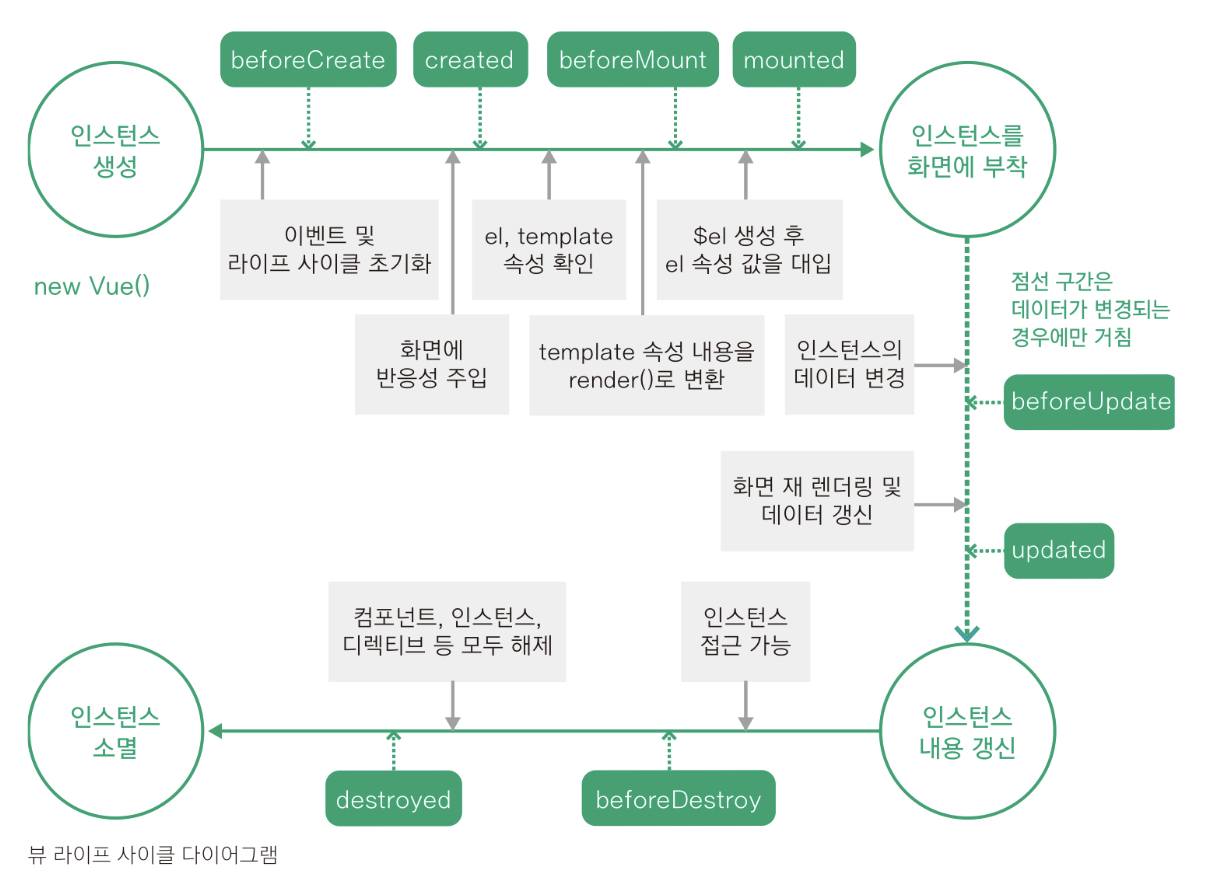 beforeCreate
created
beforeMount
mounted
인스턴스
생성
인스턴스를
화면에 부착
이벤트 및
라이프 사이클 초기화
el, template
속성 확인
$el 생성 후
el 속성 값을 대입
new Vue()
점선 구간은
데이터가 변경되는
경우에만 거침
화면에
반응성 주입
template 속성 내용을
render()로 변환
인스턴스의
데이터 변경
beforeUpdate
화면 재 렌더링 및
데이터 갱신
updated
컴포넌트, 인스턴스,
디렉티브 등 모두 해제
인스턴스
접근 가능
인스턴스
소멸
인스턴스
내용 갱신
destroyed
beforeDestroy
뷰 라이프 사이클 다이어그램